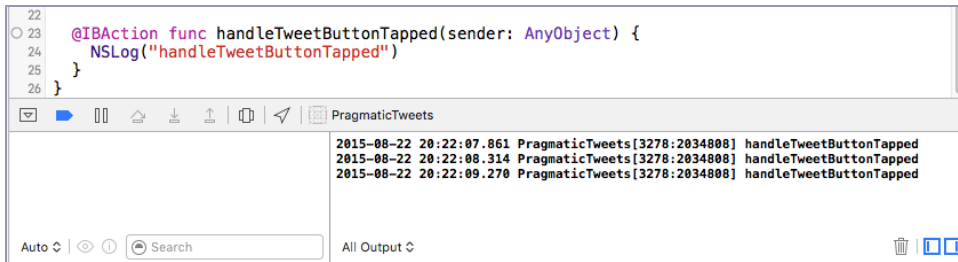 22
23 @IBAction func handleTweetButtonTapped(sender: AnyObject) {
24 NSLog("handleTweetButtonTapped")
25 }
26 }
PragmaticTweets
2015-08-22 20:22:07.861 PragmaticTweets[3278:2034808] handleTweetButtonTapped
2015-08-22 20:22:08.314 PragmaticTweets[3278:2034808] handleTweetButtonTapped
2015-08-22 20:22:09.270 PragmaticTweets[3278:2034808] handleTweetButtonTapped
Auto Search All Output